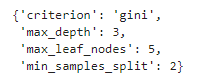 {'criterion': 'gini',
'max_depth': 3,
'max_leaf_nodes': 5,
'min_samples_split': 2}